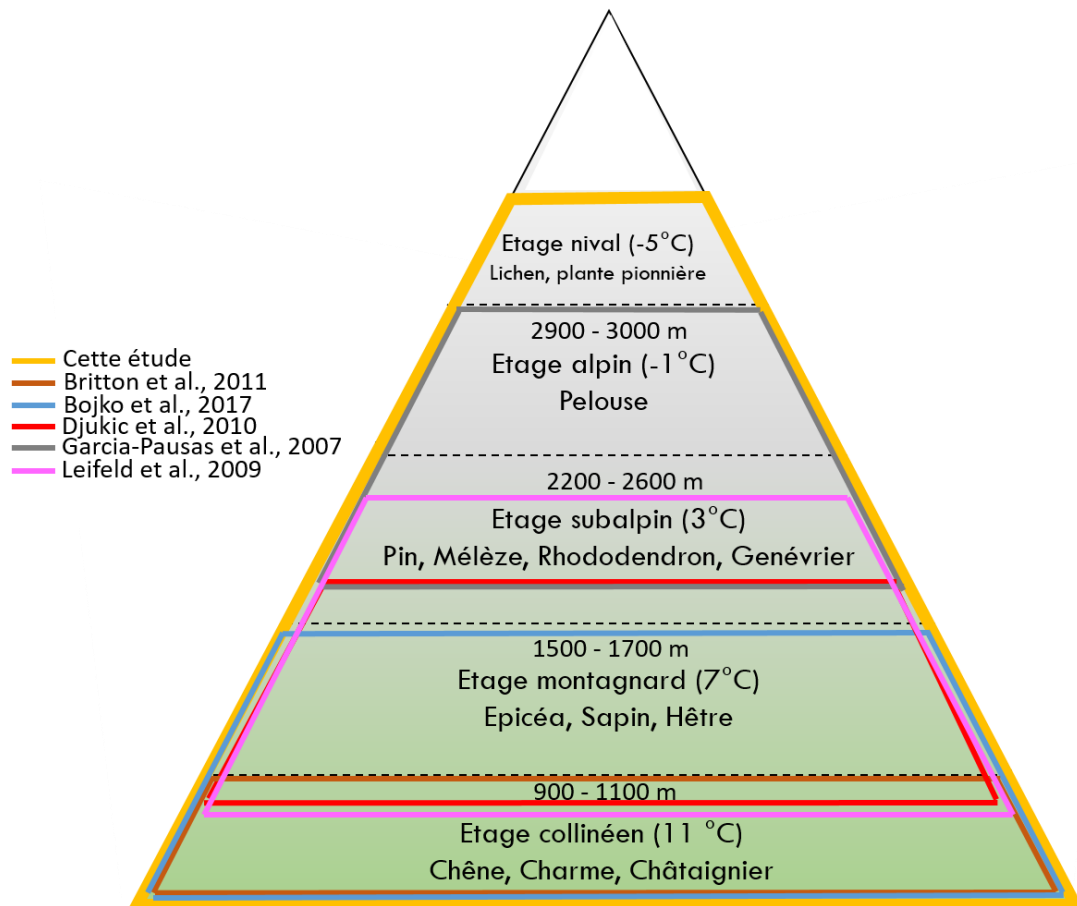 Etage nival (-5°C)
Lichen, plante pionnière
2900 - 3000 m
Etage alpin (-1°C)
Pelouse
2200 - 2600 m
Etage subalpin (3°C)
Pin, Mélèze, Rhododendron, Genévrier
1500 - 1700 m
Etage montagnard (7°C)
Epicéa, Sapin, Hêtre
900 - 1100 m
Etage collinéen (11 °C)
Chêne, Charme, Châtaignier
Cette étude
Britton et al., 2011
Bojko et al., 2017
Djukic et al., 2010
Garcia-Pausas et al., 2007
Leifeld et al., 2009